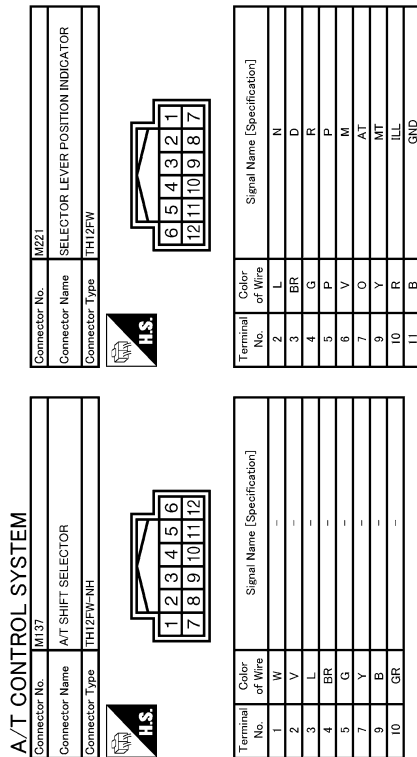 A/T CONTROL SYSTEM
Connector No. M137
Connector Name A/T SHIFT SELECTOR
Connector Type TH12FW-NH
H.S.
1 2 3 4 5 6
7 8 9 10 11 12
Terminal No. Color of Wire Signal Name [Specification]
1 W -
2 V -
3 L -
4 BR -
5 G -
7 Y -
9 B -
10 GR -
Connector No. M221
Connector Name SELECTOR LEVER POSITION INDICATOR
Connector Type TH12FW
H.S.
6 5 4 3 2 1
12 11 10 9 8 7
Terminal No. Color of Wire Signal Name [Specification]
2 L N
3 BR D
4 G R
5 P P
6 V M
7 O AT
9 Y MT
10 R ILL
11 B GND